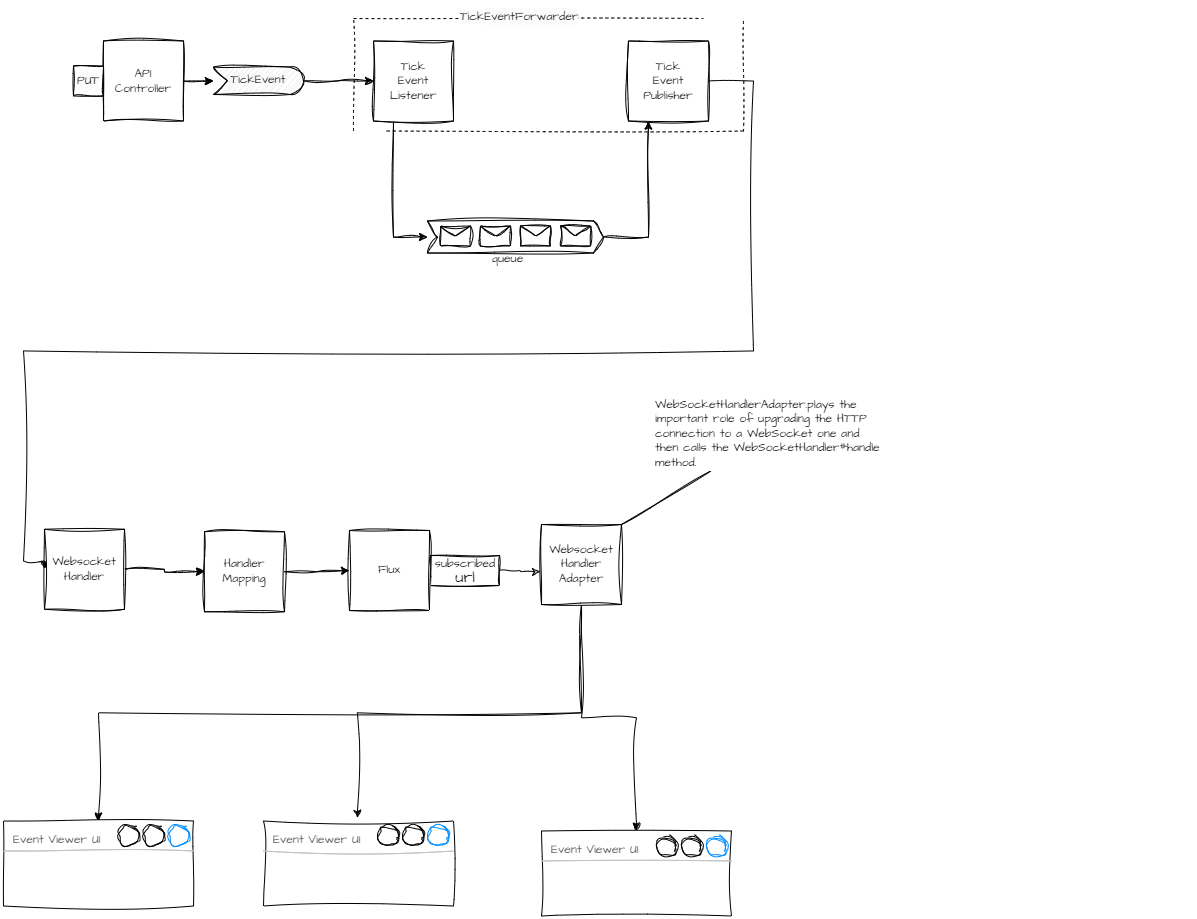 TickEventForwarder
PUT
API
Controller
TickEvent
Tick
Event
Listener
Tick
Event
Publisher
queue
WebSocketHandlerAdapter,plays the
important role of upgrading the HTTP
connection to a WebSocket one and
then calls the WebSocketHandler#handle
method.
Websocket
Handler
Handler
Mapping
Flux
subscribed
url
Websocket
Handler
Adapter
Event Viewer UI
Event Viewer UI
Event Viewer UI